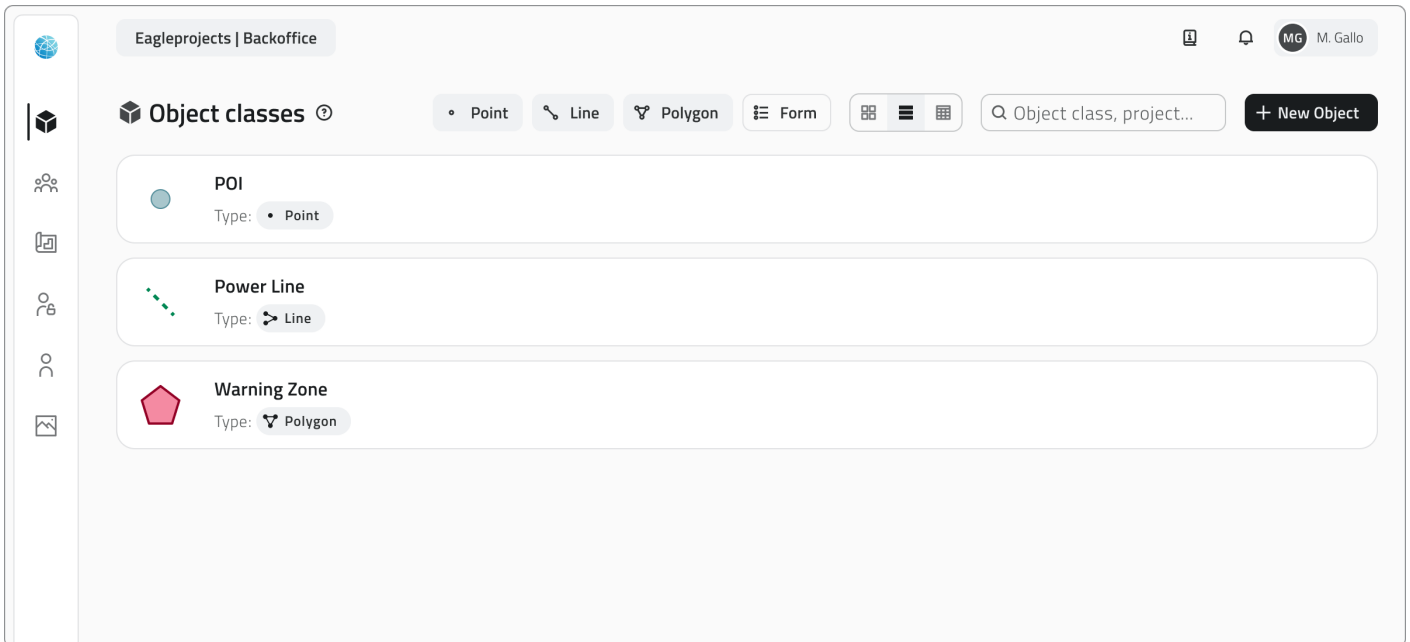 Eagleprojects | Backoffice
MG M. Gallo
Object classes
Point
Line
Polygon
Form
Object class, project...
+ New Object
POI
Type: Point
Power Line
Type: Line
Warning Zone
Type: Polygon